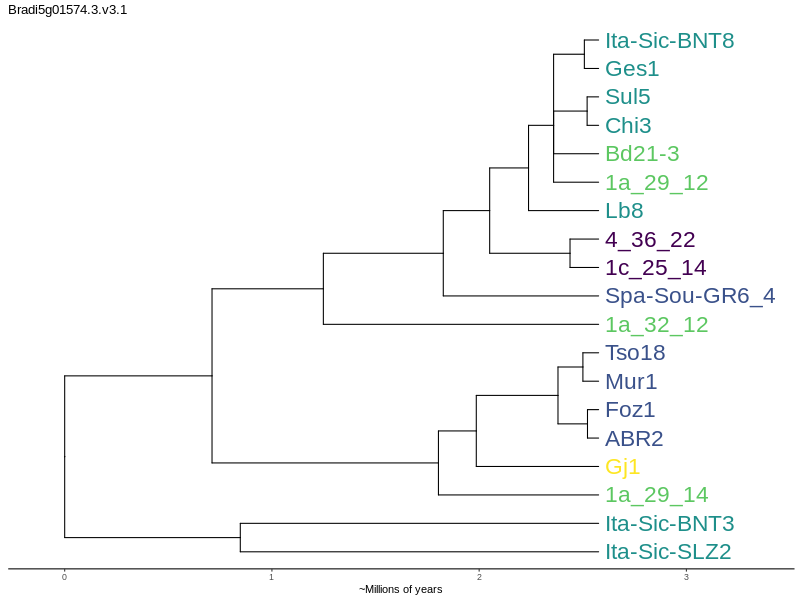 Bradi5g01574.3.v3.1
Ita-Sic-BNT8
Ges1
Sul5
Chi3
Bd21-3
1a_29_12
Lb8
4_36_22
1c_25_14
Spa-Sou-GR6_4
1a_32_12
Tso18
Mur1
Foz1
ABR2
Gj1
1a_29_14
Ita-Sic-BNT3
Ita-Sic-SLZ2
0 1 2 3
~Millions of years